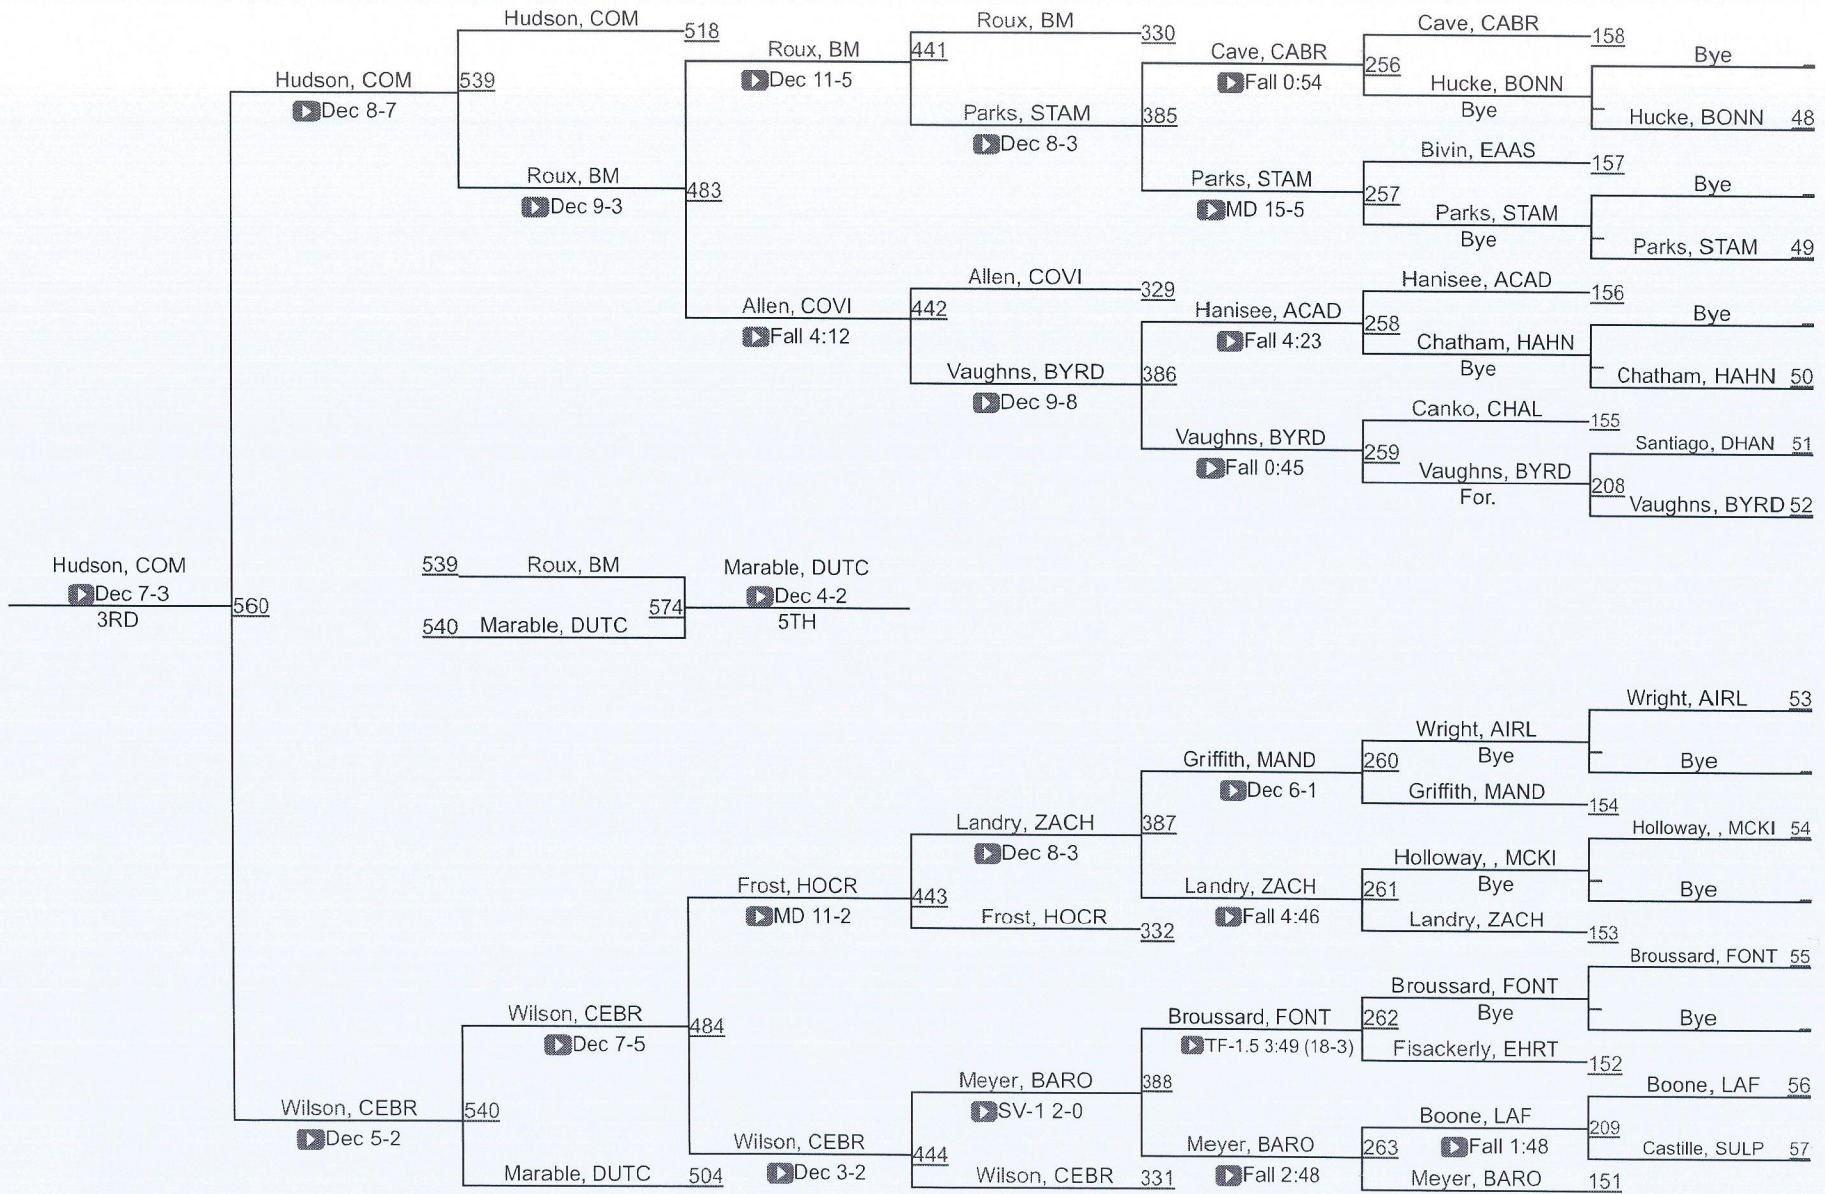 Hudson, COM
518
Roux, BM
330
Cave, CABR
158
Bye
Roux, BM
441
Cave, CABR
256
Dec 11-5
Fall 0:54
Hucke, BONN
Bye
Hudson, COM
539
Parks, STAM
385
Hucke, BONN 48
Dec 8-7
Dec 8-3
Bivin, EAAS
157
Roux, BM
483
Parks, STAM
257
Bye
Dec 9-3
MD 15-5
Parks, STAM
Bye
Parks, STAM 49
Allen, COVI
329
Hanisee, ACAD
156
Allen, COVI
442
Hanisee, ACAD
258
Bye
Fall 4:12
Fall 4:23
Chatham, HAHN
Bye
Vaughns, BYRD
386
Chatham, HAHN 50
Dec 9-8
Canko, CHAL
155
Vaughns, BYRD
259
Santiago, DHAN 51
Fall 0:45
Vaughns, BYRD
208
For.
Vaughns, BYRD 52
Hudson, COM
539 Roux, BM
Marable, DUTC
Dec 7-3
560
574
Dec 4-2
3RD
540 Marable, DUTC
5TH
Wright, AIRL 53
Wright, AIRL
Bye
Griffith, MAND
260
Bye
Dec 6-1
Griffith, MAND
154
Landry, ZACH
387
Holloway, , MCKI 54
Dec 8-3
Holloway, , MCKI
Bye
Frost, HOCR
443
Landry, ZACH
261
Bye
MD 11-2
Frost, HOCR
332
Fall 4:46
Landry, ZACH
153
Broussard, FONT 55
Broussard, FONT
Bye
Wilson, CEBR
484
Broussard, FONT
262
Bye
Dec 7-5
TF-1.5 3:49 (18-3)
Fisackerly, EHRT
152
Meyer, BARO
388
Boone, LAF 56
Wilson, CEBR
540
SV-1 2-0
Boone, LAF
209
Dec 5-2
Wilson, CEBR
444
Meyer, BARO
263
Fall 1:48
Castille, SULP 57
Marable, DUTC 504
Dec 3-2
Wilson, CEBR 331
Fall 2:48
Meyer, BARO 151